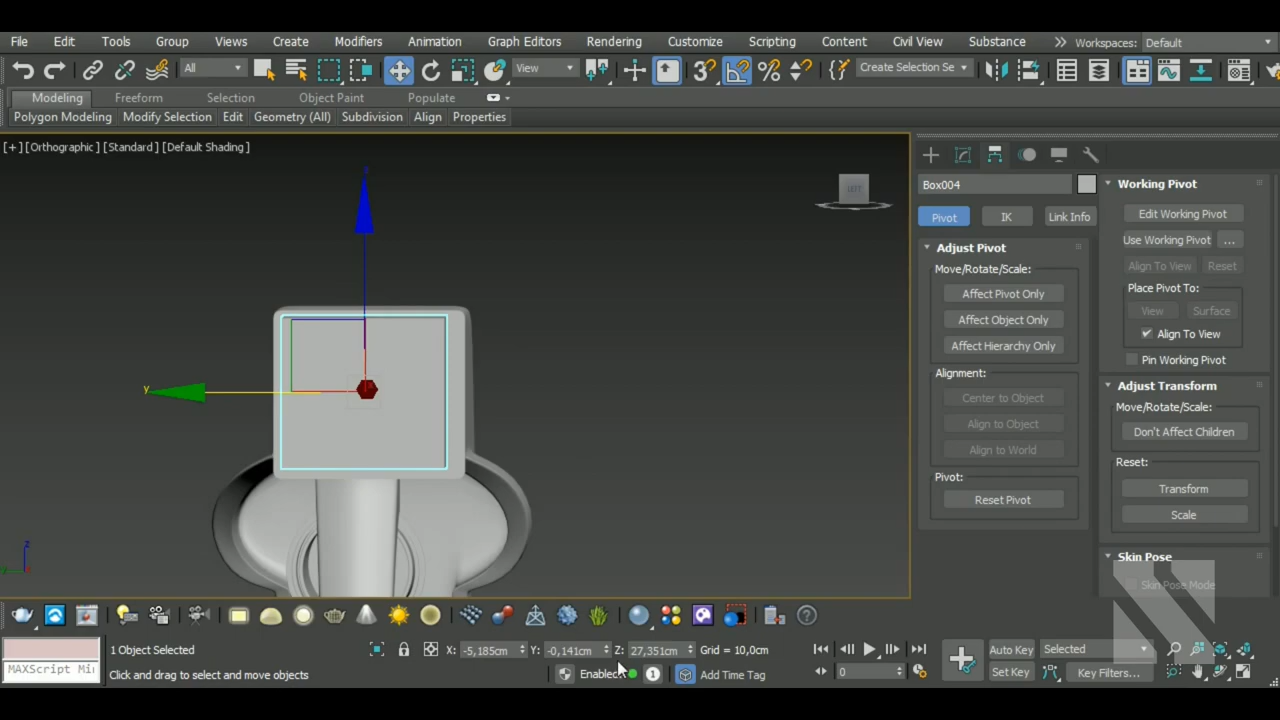 File Edit Tools Group Views Create Modifiers Animation Graph Editors Rendering Customize Scripting Content Civil View Substance Workspaces: Default
All View Create Selection Se
Modeling Freeform Selection Object Paint Populate
Polygon Modeling Modify Selection Edit Geometry (All) Subdivision Align Properties
[+] [Orthographic] [Standard] [Default Shading]
Box004
Pivot IK Link Info
Adjust Pivot
Move/Rotate/Scale:
Affect Pivot Only
Affect Object Only
Affect Hierarchy Only
Alignment:
Center to Object
Align to Object
Align to World
Pivot:
Reset Pivot
Working Pivot
Edit Working Pivot
Use Working Pivot ...
Align To View Reset
Place Pivot To:
View Surface
Align To View
Pin Working Pivot
Adjust Transform
Move/Rotate/Scale:
Don't Affect Children
Reset:
Transform
Scale
Skin Pose
Skin Pose Mode
y
z
1 Object Selected X: -5,185cm Y: -0,141cm Z: 27,351cm Grid = 10,0cm
MAXScript Mi
Click and drag to select and move objects
Enabled: 1 Add Time Tag
0
Auto Key Selected
Set Key Key Filters...